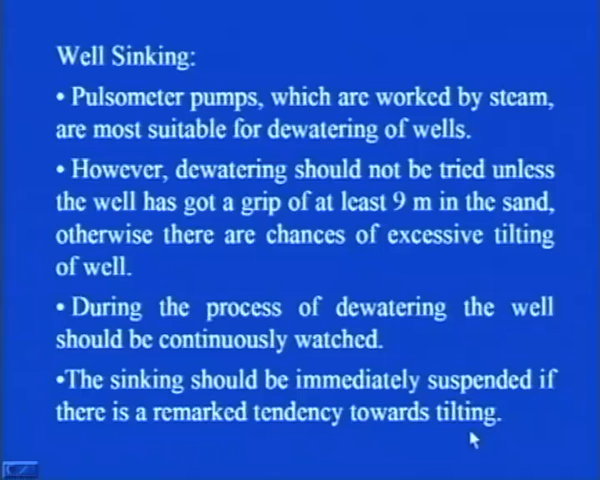 Well Sinking:
• Pulsometer pumps, which are worked by steam,
are most suitable for dewatering of wells.
• However, dewatering should not be tried unless
the well has got a grip of at least 9 m in the sand,
otherwise there are chances of excessive tilting
of well.
• During the process of dewatering the well
should be continuously watched.
•The sinking should be immediately suspended if
there is a remarked tendency towards tilting.